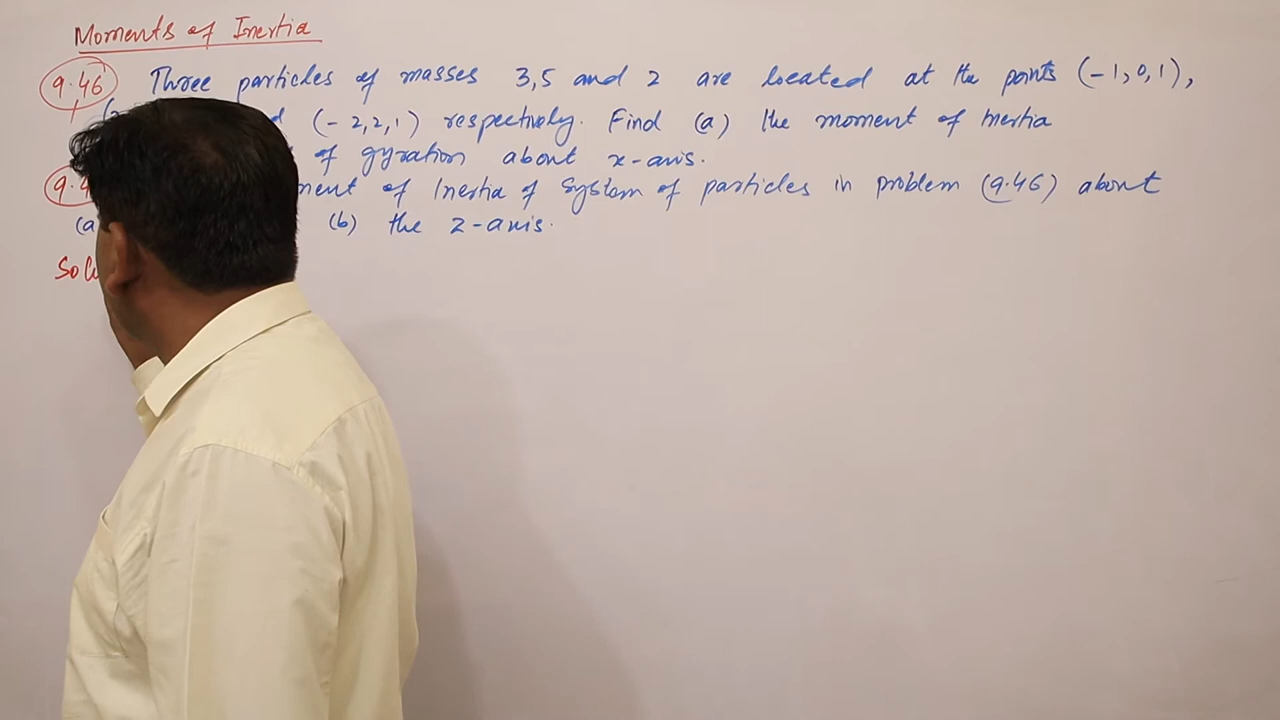 Moments of Inertia
9.46 Three particles of masses 3,5 and 2 are located at the points (-1,0,1),
(-2,2,1) respectively. Find (a) the moment of Inertia
of gyration about x-axis.
of Inertia of System of particles in problem (9.46) about
(a (b) the z-axis.